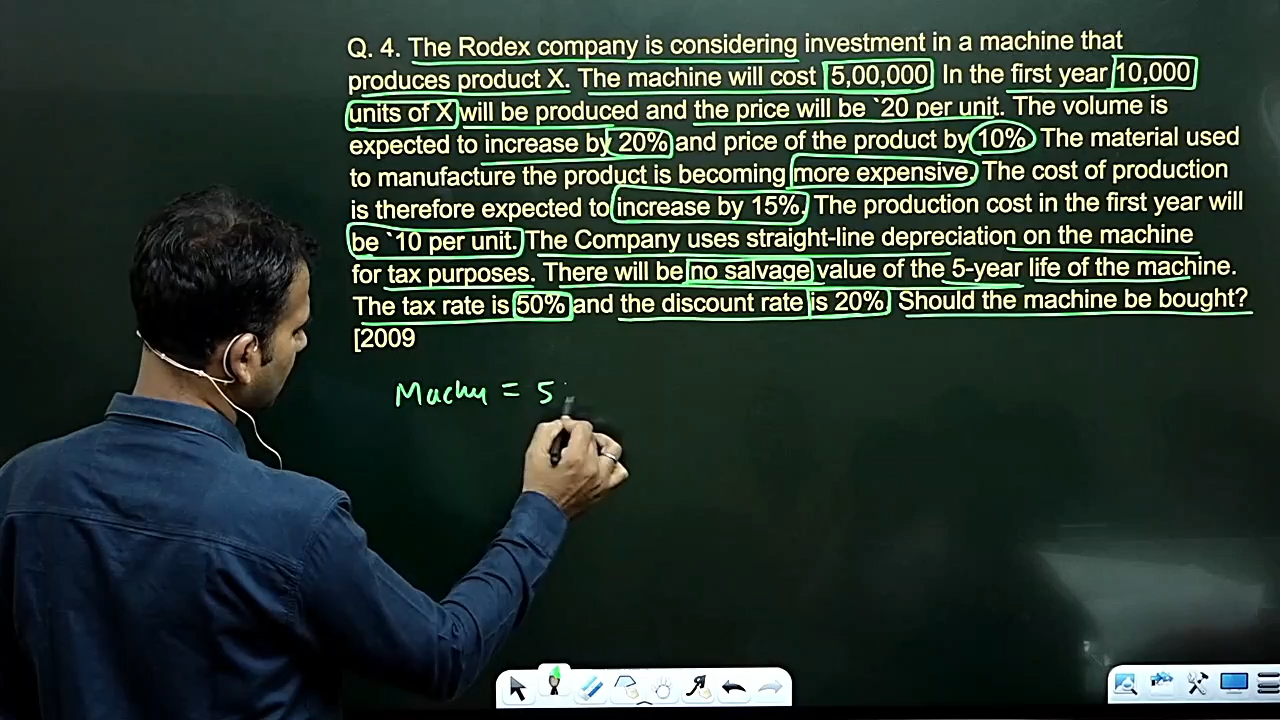 Q. 4. The Rodex company is considering investment in a machine that
produces product X. The machine will cost 5,00,000 In the first year 10,000
units of X will be produced and the price will be `20 per unit. The volume is
expected to increase by 20% and price of the product by 10% The material used
to manufacture the product is becoming more expensive. The cost of production
is therefore expected to increase by 15%. The production cost in the first year will
be `10 per unit. The Company uses straight-line depreciation on the machine
for tax purposes. There will be no salvage value of the 5-year life of the machine.
The tax rate is 50% and the discount rate is 20%. Should the machine be bought?
[2009
= 5